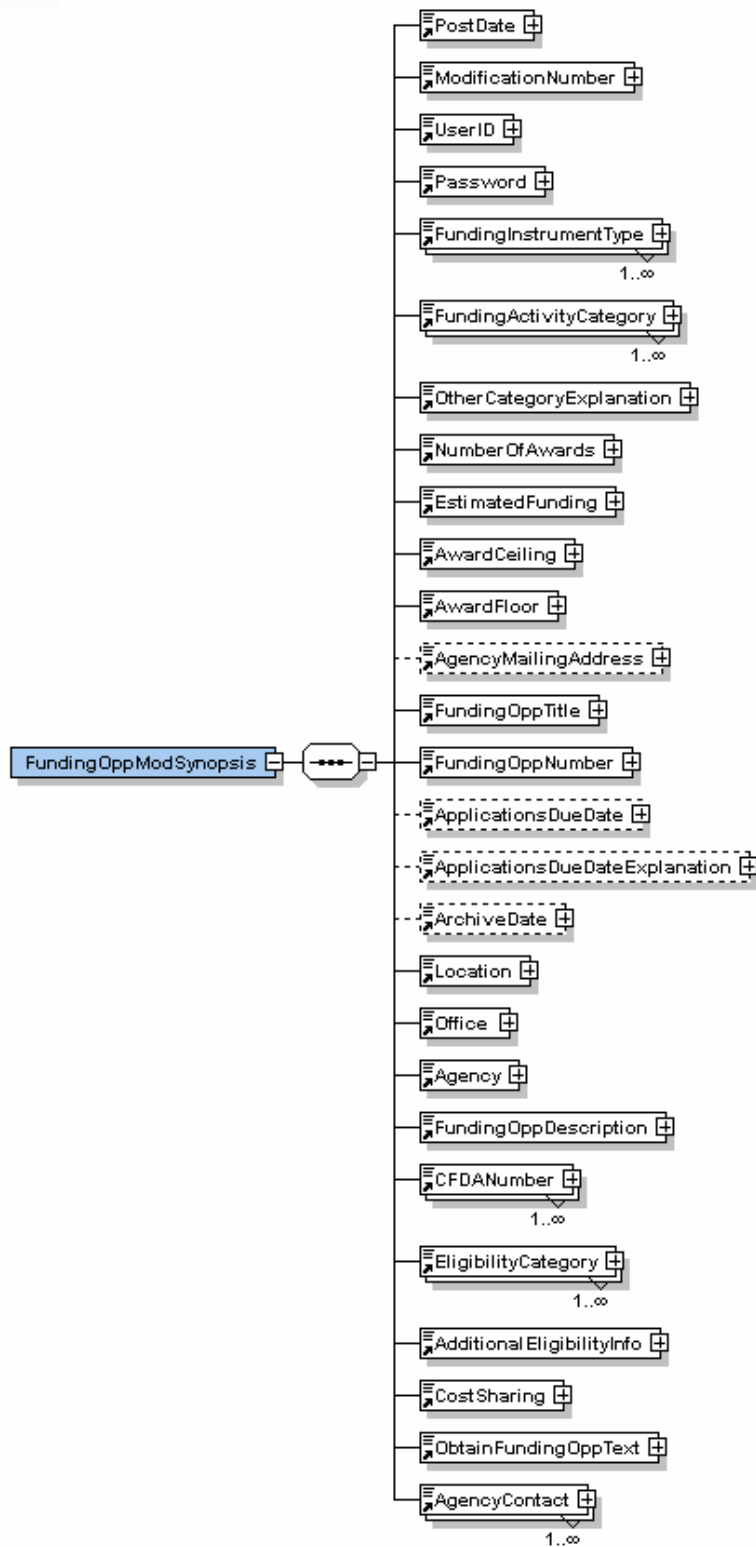 PostDate
ModificationNumber
UserID
Password
FundingInstrumentType
1..∞
FundingActivityCategory
1..∞
OtherCategoryExplanation
NumberOfAwards
EstimatedFunding
AwardCeiling
AwardFloor
AgencyMailingAddress
FundingOppTitle
FundingOppModSynopsis
FundingOppNumber
ApplicationsDueDate
ApplicationsDueDateExplanation
ArchiveDate
Location
Office
Agency
FundingOppDescription
CFDANumber
1..∞
EligibilityCategory
1..∞
AdditionalEligibilityInfo
CostSharing
ObtainFundingOppText
AgencyContact
1..∞